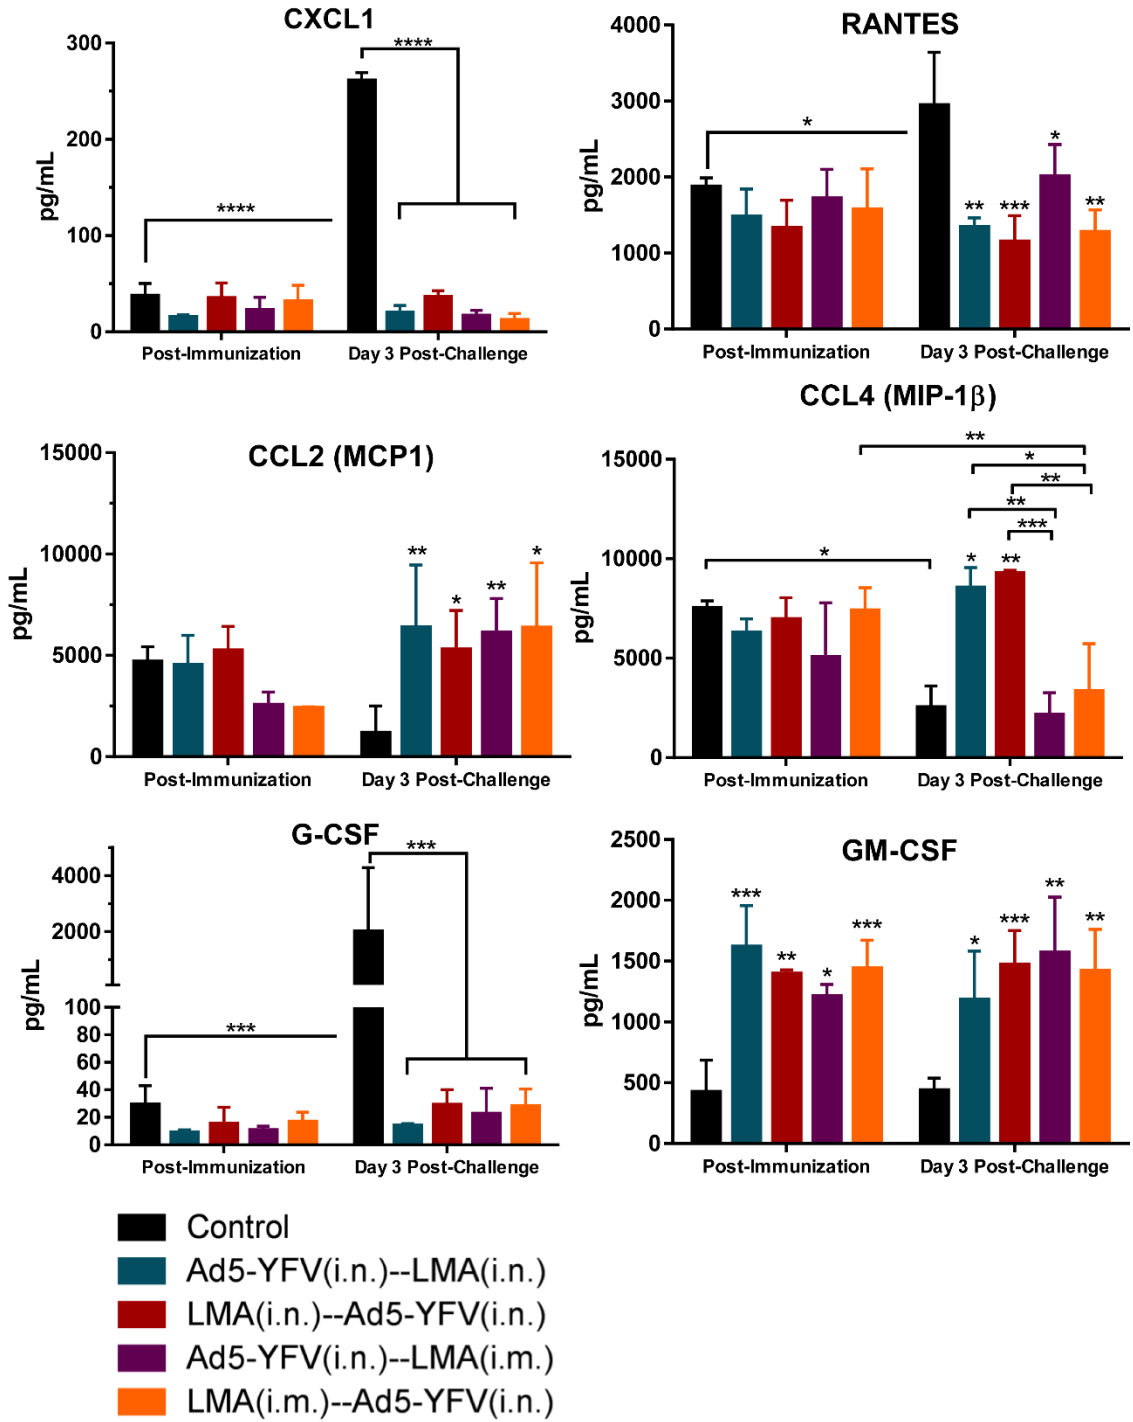 CXCL1
300
200
100
0
pg/mL
****
****
Post-Immunization
Day 3 Post-Challenge
RANTES
4000
3000
2000
1000
0
pg/mL
*
**
***
*
**
Post-Immunization
Day 3 Post-Challenge
CCL2 (MCP1)
15000
10000
5000
0
pg/mL
**
*
**
*
Post-Immunization
Day 3 Post-Challenge
CCL4 (MIP-1β)
15000
10000
5000
0
pg/mL
**
*
**
**
***
*
*
**
Post-Immunization
Day 3 Post-Challenge
G-CSF
4000
2000
100
80
60
40
20
0
pg/mL
***
***
Post-Immunization
Day 3 Post-Challenge
GM-CSF
2500
2000
1500
1000
500
0
pg/mL
***
**
*
***
*
***
**
**
Post-Immunization
Day 3 Post-Challenge
Control
Ad5-YFV(i.n.)--LMA(i.n.)
LMA(i.n.)--Ad5-YFV(i.n.)
Ad5-YFV(i.n.)--LMA(i.m.)
LMA(i.m.)--Ad5-YFV(i.n.)